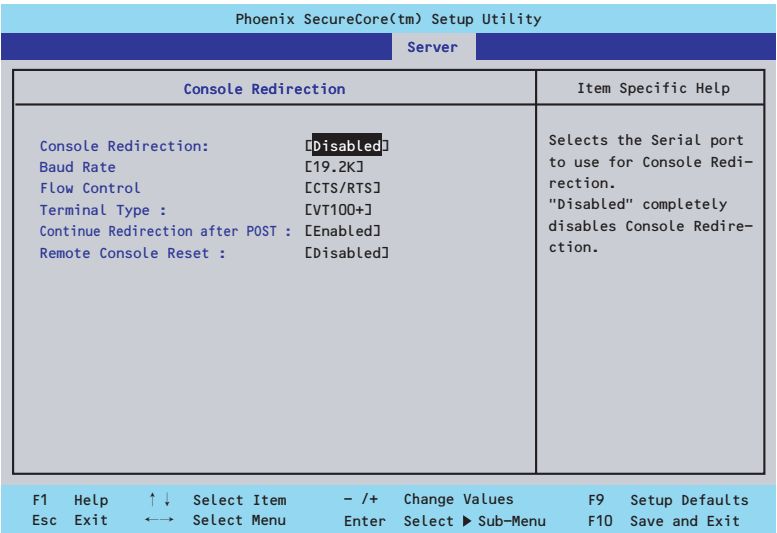 Phoenix SecureCore(tm) Setup Utility
Server
Console Redirection
Item Specific Help
Console Redirection: [Disabled]
Baud Rate [19.2K]
Flow Control [CTS/RTS]
Terminal Type : [VT100+]
Continue Redirection after POST : [Enabled]
Remote Console Reset : [Disabled]
Selects the Serial port
to use for Console Redi-
rection.
"Disabled" completely
disables Console Redire-
ction.
F1 Help ↑↓ Select Item - /+ Change Values F9 Setup Defaults
Esc Exit ←→ Select Menu Enter Select ▶ Sub-Menu F10 Save and Exit